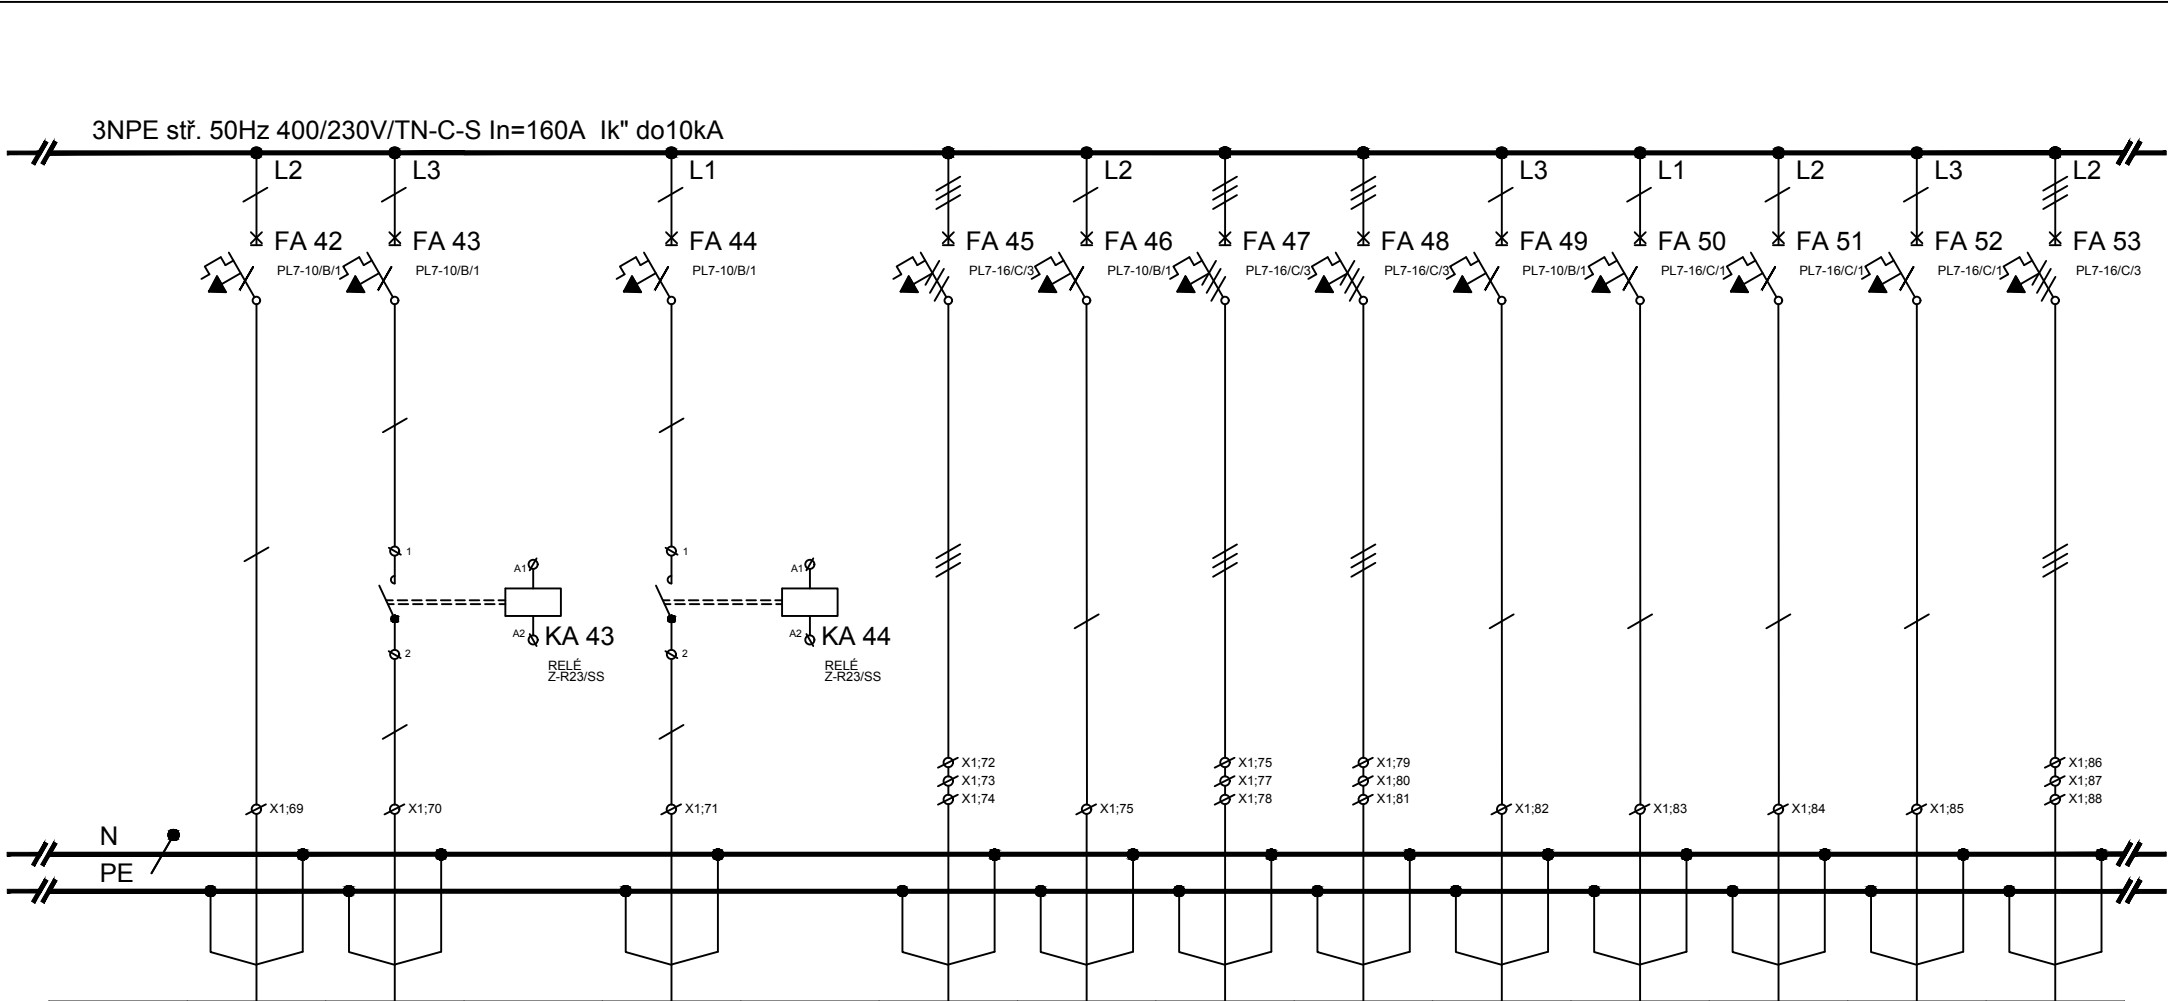 3NPE stř. 50Hz 400/230V/TN-C-S In=160A Ik" do10kA
L2 L3 L1 L2 L3 L1 L2 L3 L2
FA 42 FA 43 FA 44 FA 45 FA 46 FA 47 FA 48 FA 49 FA 50 FA 51 FA 52 FA 53
PL7-10/B/1 PL7-10/B/1 PL7-10/B/1 PL7-16/C/3 PL7-10/B/1 PL7-16/C/3 PL7-16/C/3 PL7-10/B/1 PL7-16/C/1 PL7-16/C/1 PL7-16/C/1 PL7-16/C/3
1 1
A1 A1
A2 KA 43 A2 KA 44
2 2
RELÉ RELÉ
Z-R23/SS Z-R23/SS
X1;72 X1;75 X1;79 X1;86
X1;73 X1;77 X1;80 X1;87
X1;74 X1;78 X1;81 X1;88
X1;69 X1;70 X1;71 X1;75 X1;82 X1;83 X1;84 X1;85
N
PE